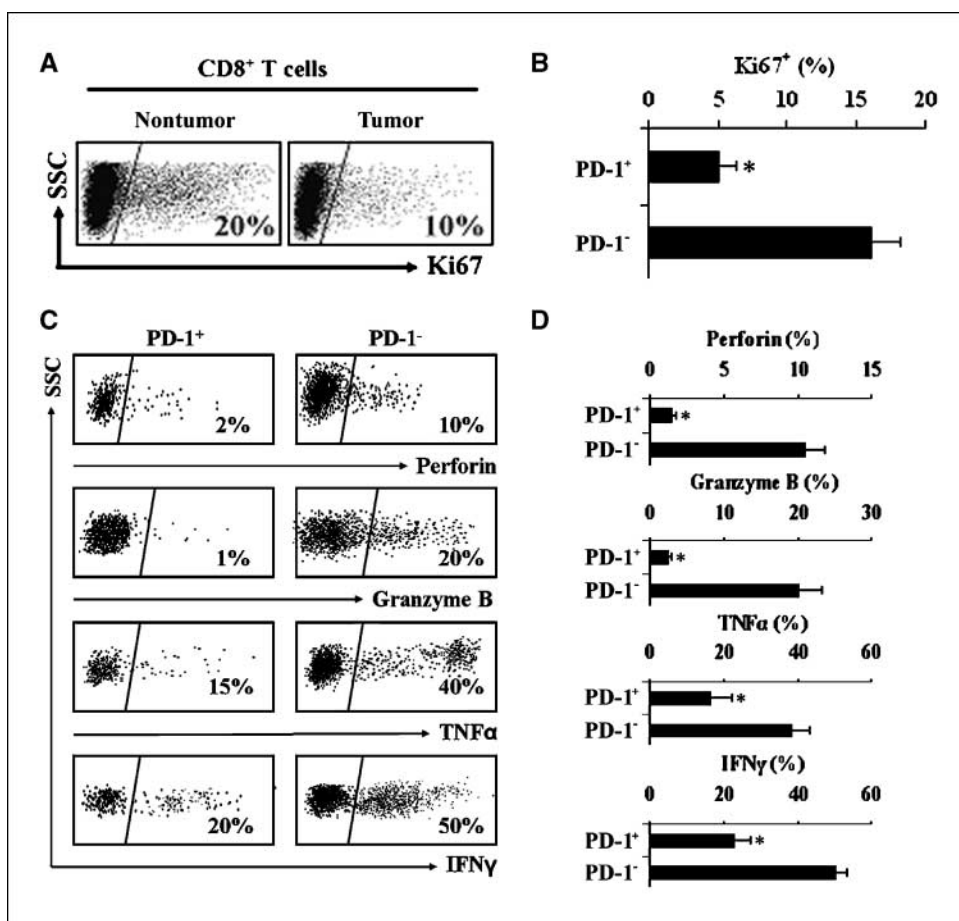 A
CD8⁺ T cells
Nontumor
Tumor
SSC
20%
10%
Ki67
B
Ki67⁺ (%)
0 5 10 15 20
PD-1⁺
*
PD-1⁻
C
PD-1⁺
PD-1⁻
SSC
2%
10%
Perforin
1%
20%
Granzyme B
15%
40%
TNFα
20%
50%
IFNγ
D
Perforin (%)
0 5 10 15
PD-1⁺
*
PD-1⁻
Granzyme B (%)
0 10 20 30
PD-1⁺
*
PD-1⁻
TNFα (%)
0 20 40 60
PD-1⁺
*
PD-1⁻
IFNγ (%)
0 20 40 60
PD-1⁺
*
PD-1⁻